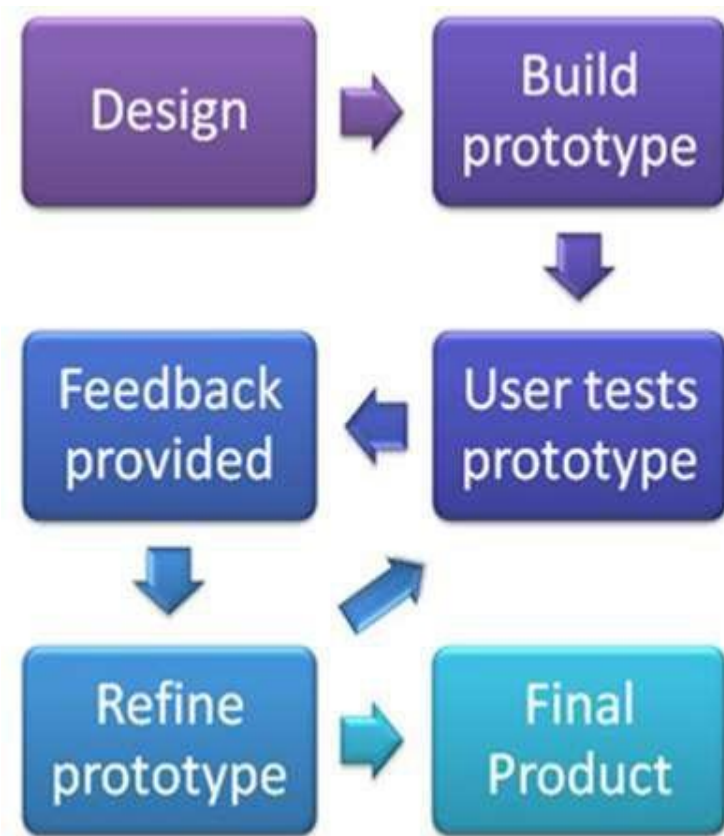 Design
Build
prototype
User tests
prototype
Feedback
provided
Refine
prototype
Final
Product